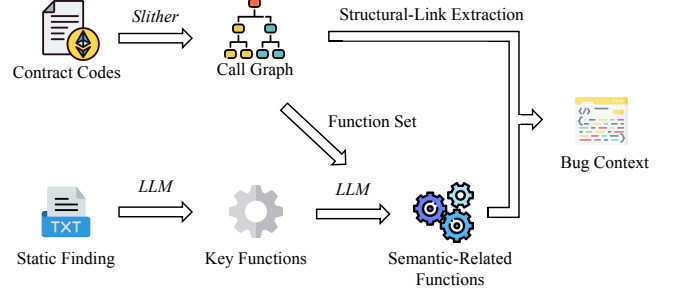 Slither
Structural-Link Extraction
Contract Codes
Call Graph
Function Set
Bug Context
LLM
LLM
TXT
Static Finding
Key Functions
Semantic-Related
Functions